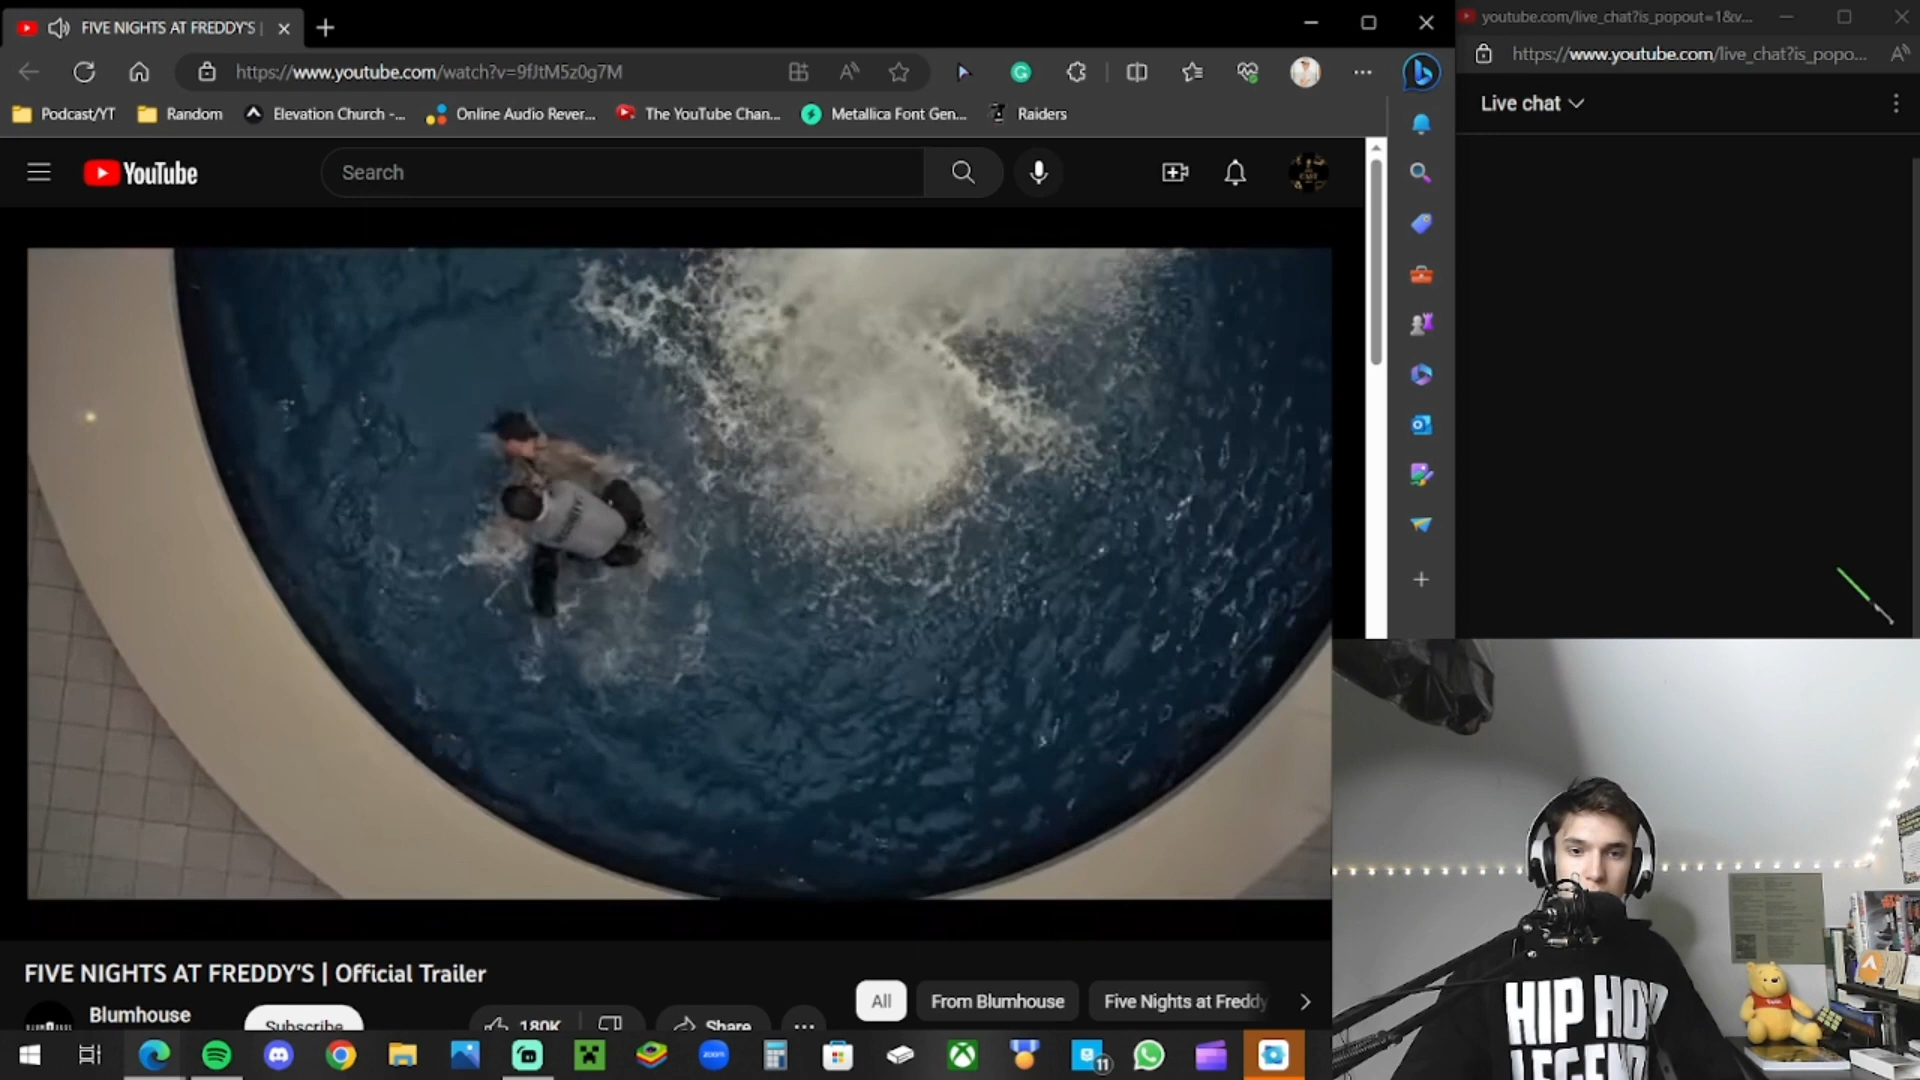 FIVE NIGHTS AT FREDDY'S |
youtube.com/live_chat?is_popout=1&v...
https://www.youtube.com/watch?v=9fJtM5z0g7M
https://www.youtube.com/live_chat?is_popo...
Podcast/YT
Random
Elevation Church -...
Online Audio Rever...
The YouTube Chan...
Metallica Font Gen...
Raiders
Live chat
YouTube
Search
FIVE NIGHTS AT FREDDY'S | Official Trailer
Blumhouse
Subscribe
180K
Share
All
From Blumhouse
Five Nights at Freddy
HIP HOP
LEGEND
zoom
11